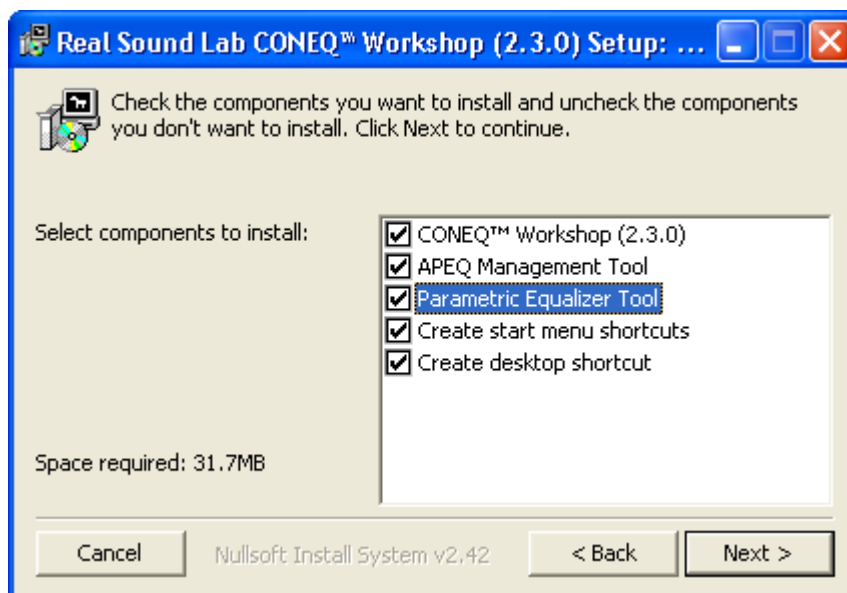 Real Sound Lab CONEQ™ Workshop (2.3.0) Setup: ...
Check the components you want to install and uncheck the components
you don't want to install. Click Next to continue.
Select components to install:
CONEQ™ Workshop (2.3.0)
APEQ Management Tool
Parametric Equalizer Tool
Create start menu shortcuts
Create desktop shortcut
Space required: 31.7MB
Cancel
Nullsoft Install System v2.42
< Back
Next >